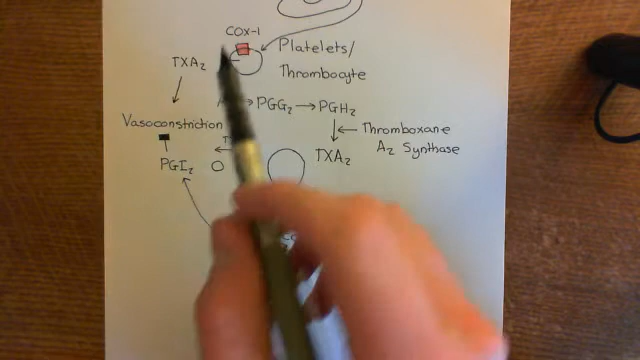 COX-1
Platelets/
Thrombocyte
TXA₂
→ PGG₂ → PGH₂
Vasoconstriction
← Thromboxane
A₂ Synthase
TXA₂
PGI₂